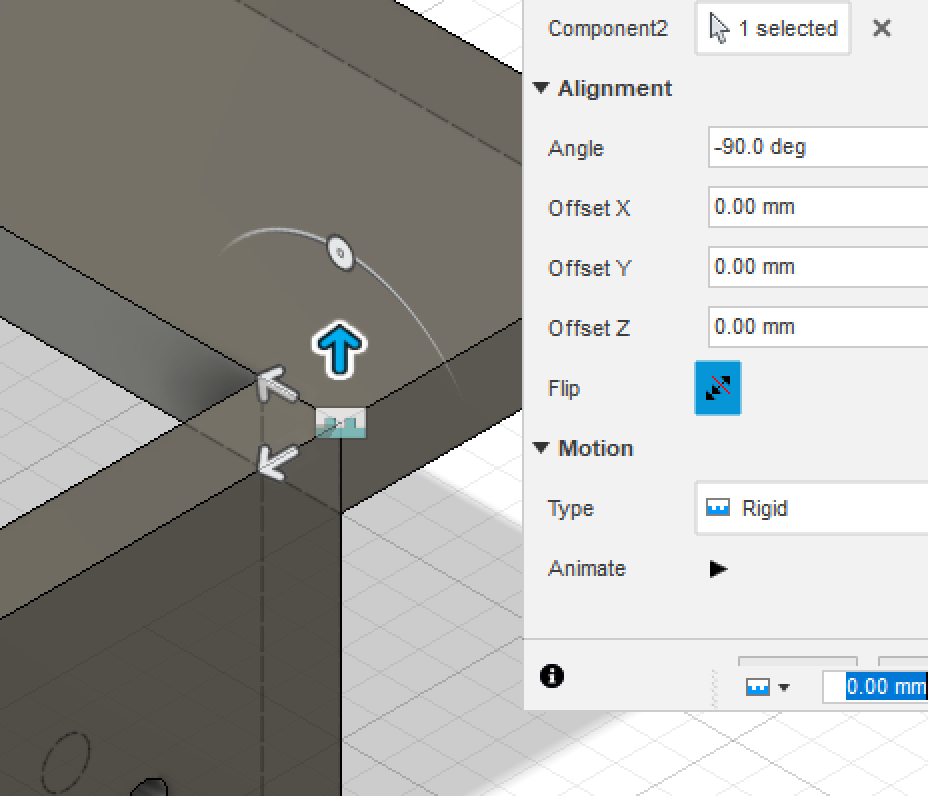 Component2 1 selected
Alignment
Angle -90.0 deg
Offset X 0.00 mm
Offset Y 0.00 mm
Offset Z 0.00 mm
Flip
Motion
Type Rigid
Animate
0.00 mm